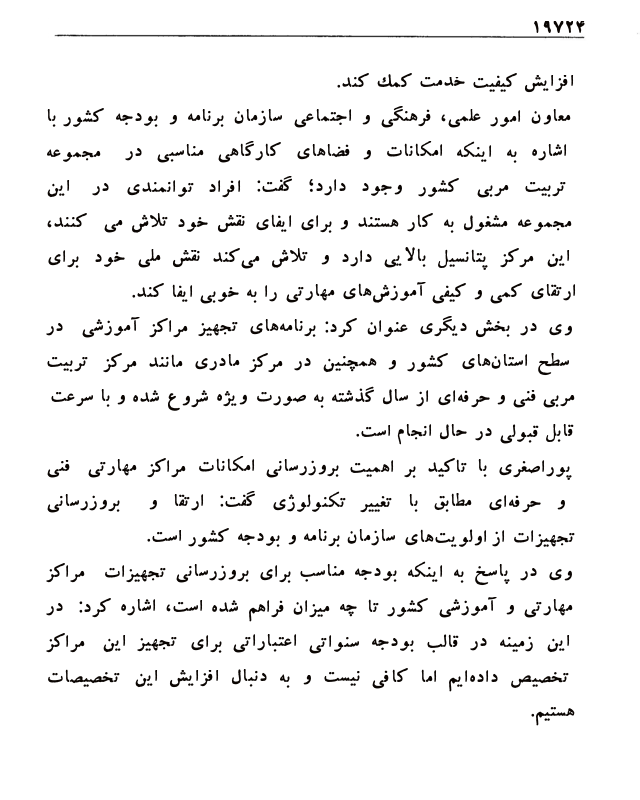 ۱۹۷۲۴
افزایش کیفیت خدمت کمك کند.
معاون امور علمی، فرهنگی و اجتماعی سازمان برنامه و بودجه کشور با
اشاره به اینکه امکانات و فضاهای کارگاهی مناسبی در مجموعه
تربیت مربی کشور وجود دارد؛ گفت: افراد توانمندی در این
مجموعه مشغول به کار هستند و برای ایفای نقش خود تلاش می کنند،
این مرکز پتانسیل بالایی دارد و تلاش می‌کند نقش ملی خود برای
ارتقای کمی و کیفی آموزش‌های مهارتی را به خوبی ایفا کند.
وی در بخش دیگری عنوان کرد: برنامه‌های تجهیز مراکز آموزشی در
سطح استان‌های کشور و همچنین در مرکز مادری مانند مرکز تربیت
مربی فنی و حرفه‌ای از سال گذشته به صورت ویژه شروع شده و با سرعت
قابل قبولی در حال انجام است.
پوراصغری با تاکید بر اهمیت بروزرسانی امکانات مراکز مهارتی فنی
و حرفه‌ای مطابق با تغییر تکنولوژی گفت: ارتقا و بروزرسانی
تجهیزات از اولویت‌های سازمان برنامه و بودجه کشور است.
وی در پاسخ به اینکه بودجه مناسب برای بروزرسانی تجهیزات مراکز
مهارتی و آموزشی کشور تا چه میزان فراهم شده است، اشاره کرد: در
این زمینه در قالب بودجه سنواتی اعتباراتی برای تجهیز این مراکز
تخصیص داده‌ایم اما کافی نیست و به دنبال افزایش این تخصیصات
هستیم.